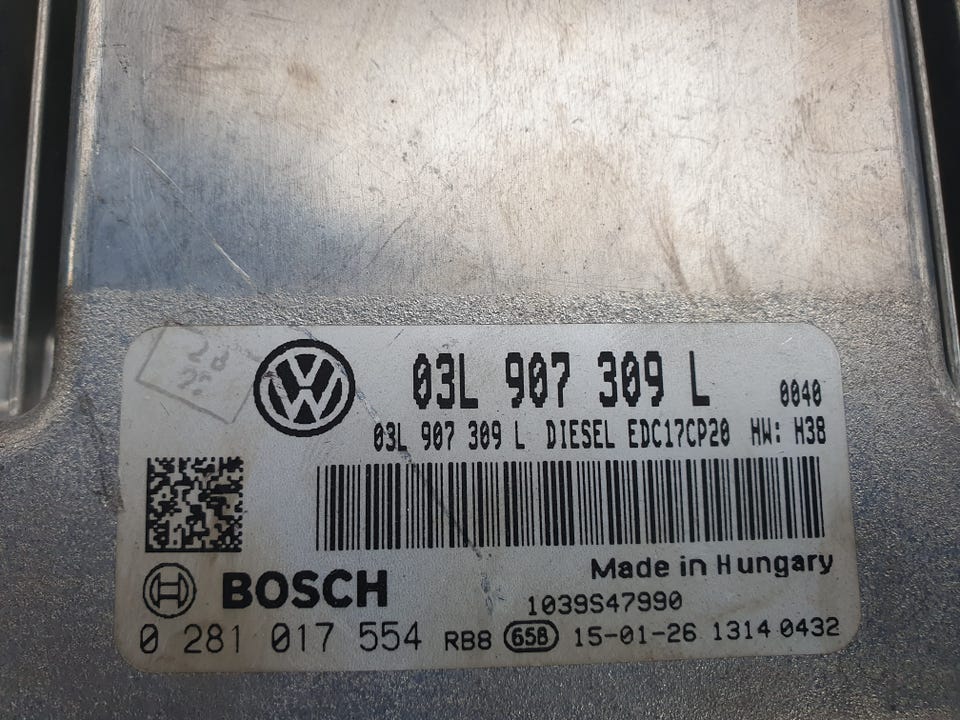 03L 907 309 L 0040
03L 907 309 L DIESEL EDC17CP20 HW: H38
Made in Hungary
BOSCH
1039S47990
0 281 017 554 RB8 658 15-01-26 1314 0432